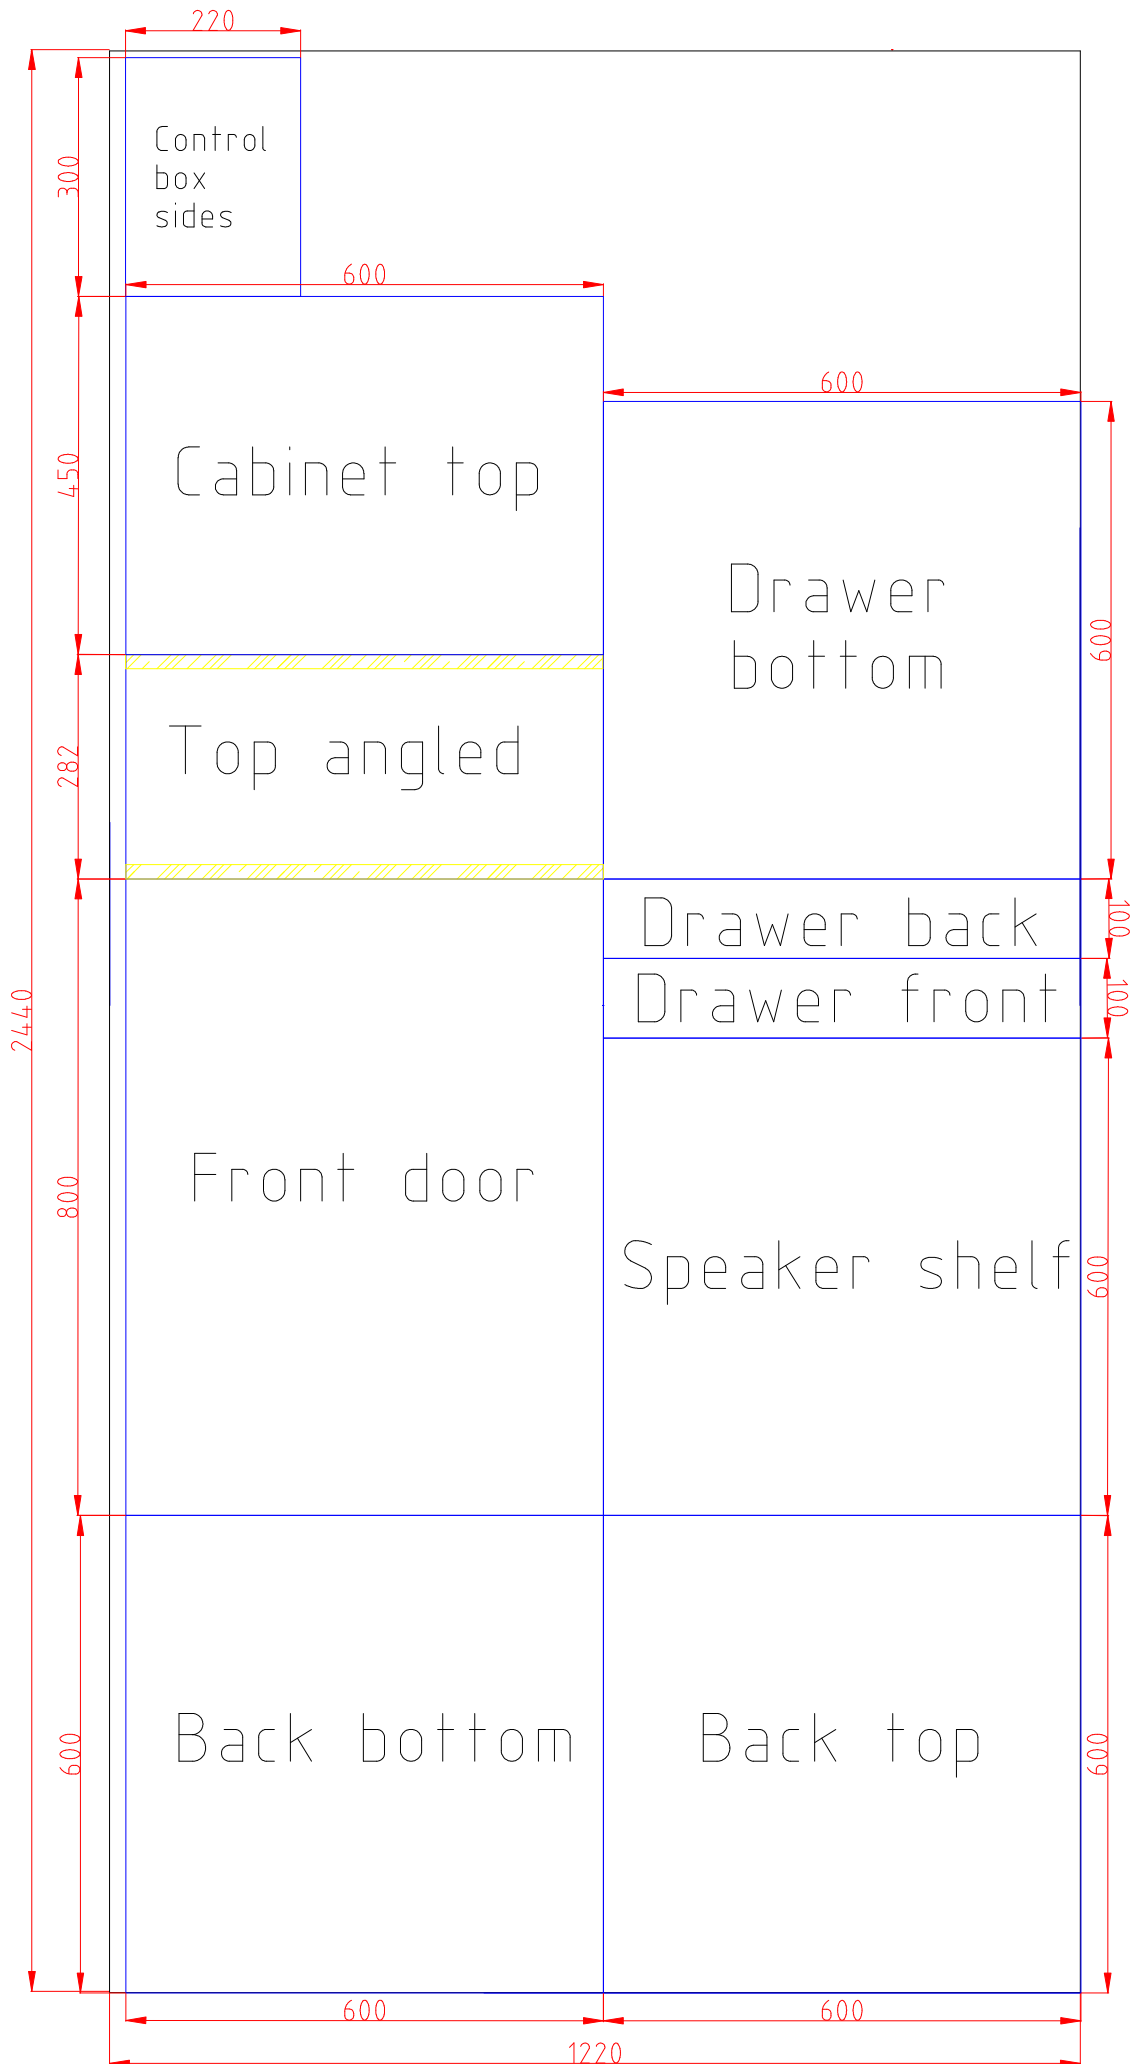 220
Control
box
sides
300
600
600
Cabinet top
450
Drawer
bottom
600
Top angled
282
Drawer back
100
Drawer front
100
2440
Front door
800
Speaker shelf
600
Back bottom
Back top
600
600
600
600
1220